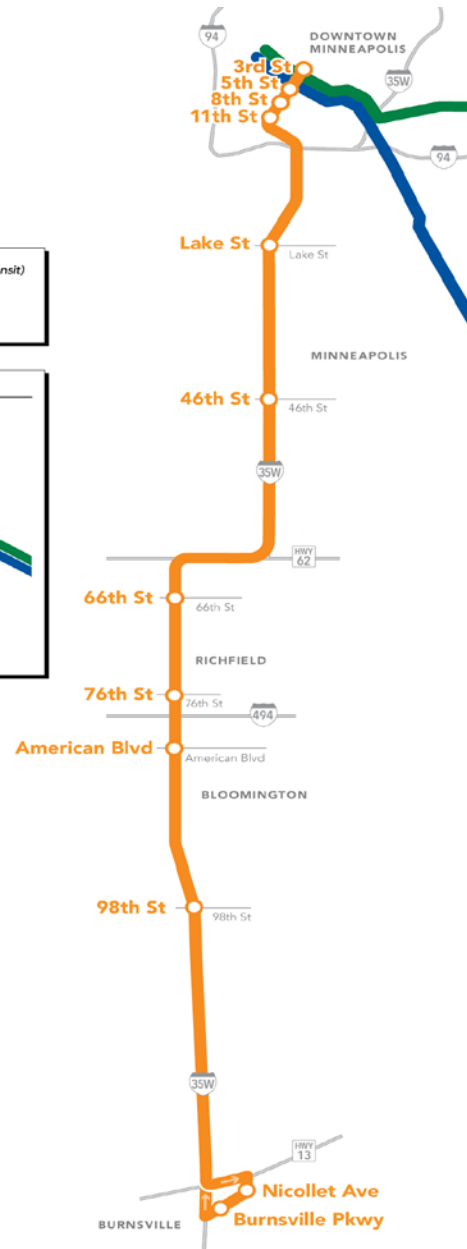 94
DOWNTOWN
MINNEAPOLIS
3rd St
35W
5th St
8th St
11th St
94
Lake St
Lake St
nsit)
MINNEAPOLIS
46th St
46th St
35W
HWY
62
66th St
66th St
RICHFIELD
76th St
76th St
494
American Blvd
American Blvd
BLOOMINGTON
98th St
98th St
35W
HWY
13
Nicollet Ave
Burnsville Pkwy
BURNSVILLE